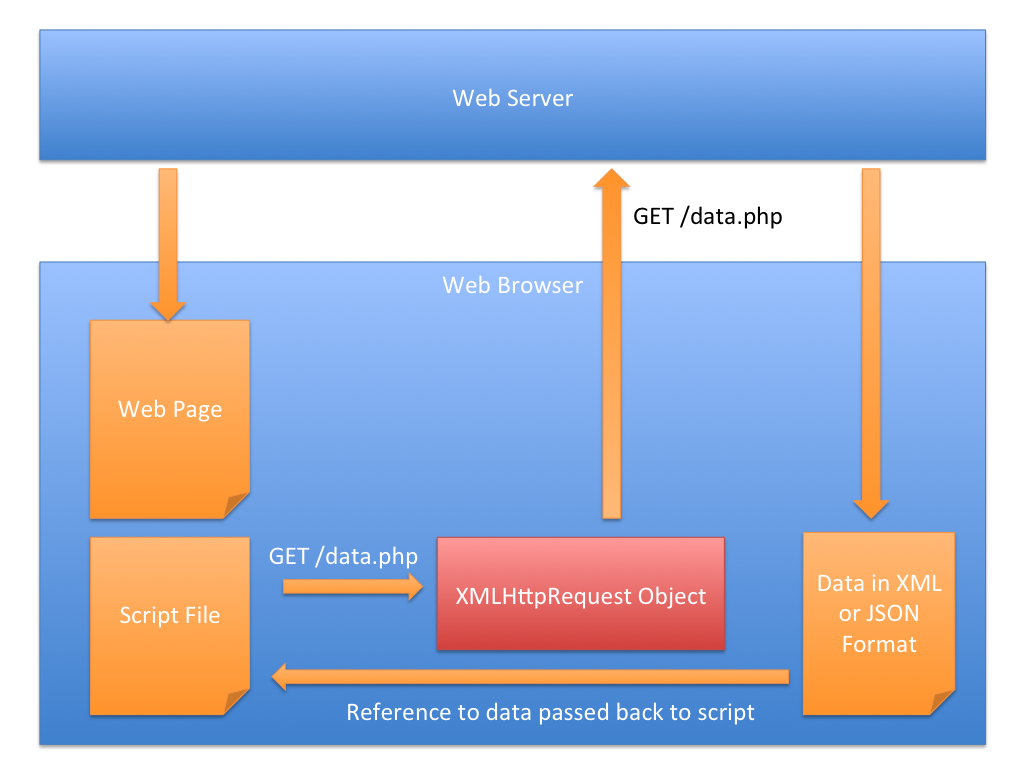 Web Server
GET /data.php
Web Browser
Web Page
GET /data.php
Script File
XMLHttpRequest Object
Data in XML
or JSON
Format
Reference to data passed back to script